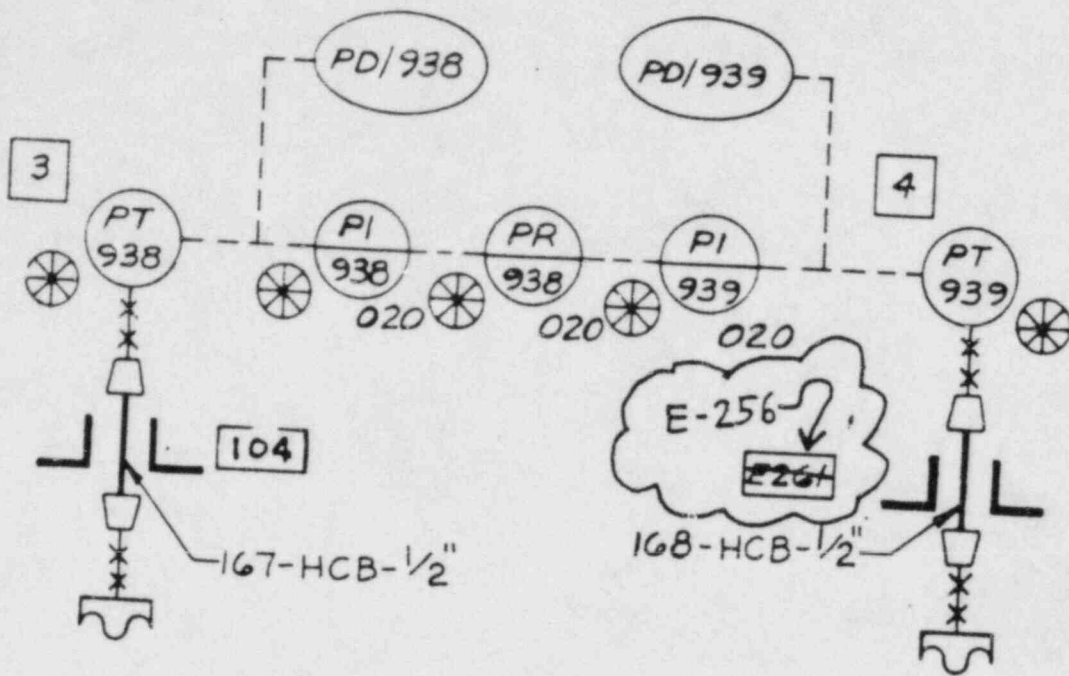 PD/938
PD/939
3
4
PT
938
PI
938
PR
938
PI
939
PT
939
020
020
020
E-256
E261
104
167-HCB-1/2"
168-HCB-1/2"